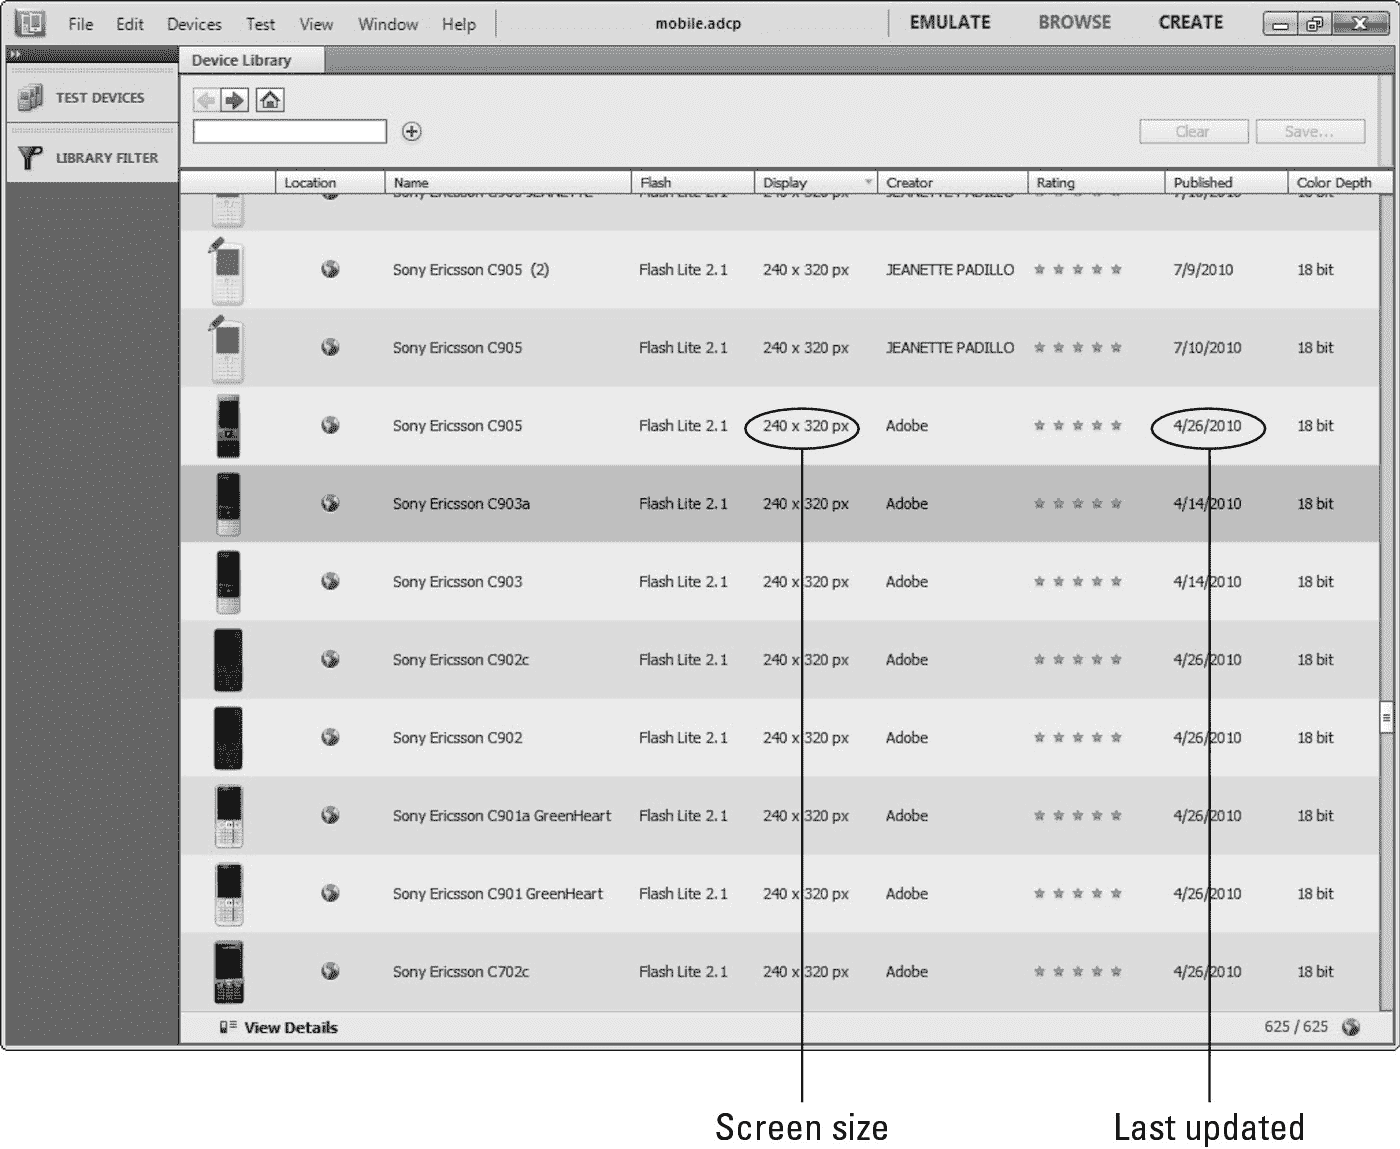 File Edit Devices Test View Window Help mobile.adcp EMULATE BROWSE CREATE
Device Library
TEST DEVICES
LIBRARY FILTER
Clear Save...
Location Name Flash Display Creator Rating Published Color Depth
Sony Ericsson C905 (2) Flash Lite 2.1 240 x 320 px JEANETTE PADILLO 7/9/2010 18 bit
Sony Ericsson C905 Flash Lite 2.1 240 x 320 px JEANETTE PADILLO 7/10/2010 18 bit
Sony Ericsson C905 Flash Lite 2.1 240 x 320 px Adobe 4/26/2010 18 bit
Sony Ericsson C903a Flash Lite 2.1 240 x 320 px Adobe 4/14/2010 18 bit
Sony Ericsson C903 Flash Lite 2.1 240 x 320 px Adobe 4/14/2010 18 bit
Sony Ericsson C902c Flash Lite 2.1 240 x 320 px Adobe 4/26/2010 18 bit
Sony Ericsson C902 Flash Lite 2.1 240 x 320 px Adobe 4/26/2010 18 bit
Sony Ericsson C901a GreenHeart Flash Lite 2.1 240 x 320 px Adobe 4/26/2010 18 bit
Sony Ericsson C901 GreenHeart Flash Lite 2.1 240 x 320 px Adobe 4/26/2010 18 bit
Sony Ericsson C702c Flash Lite 2.1 240 x 320 px Adobe 4/26/2010 18 bit
View Details 625 / 625
Screen size Last updated